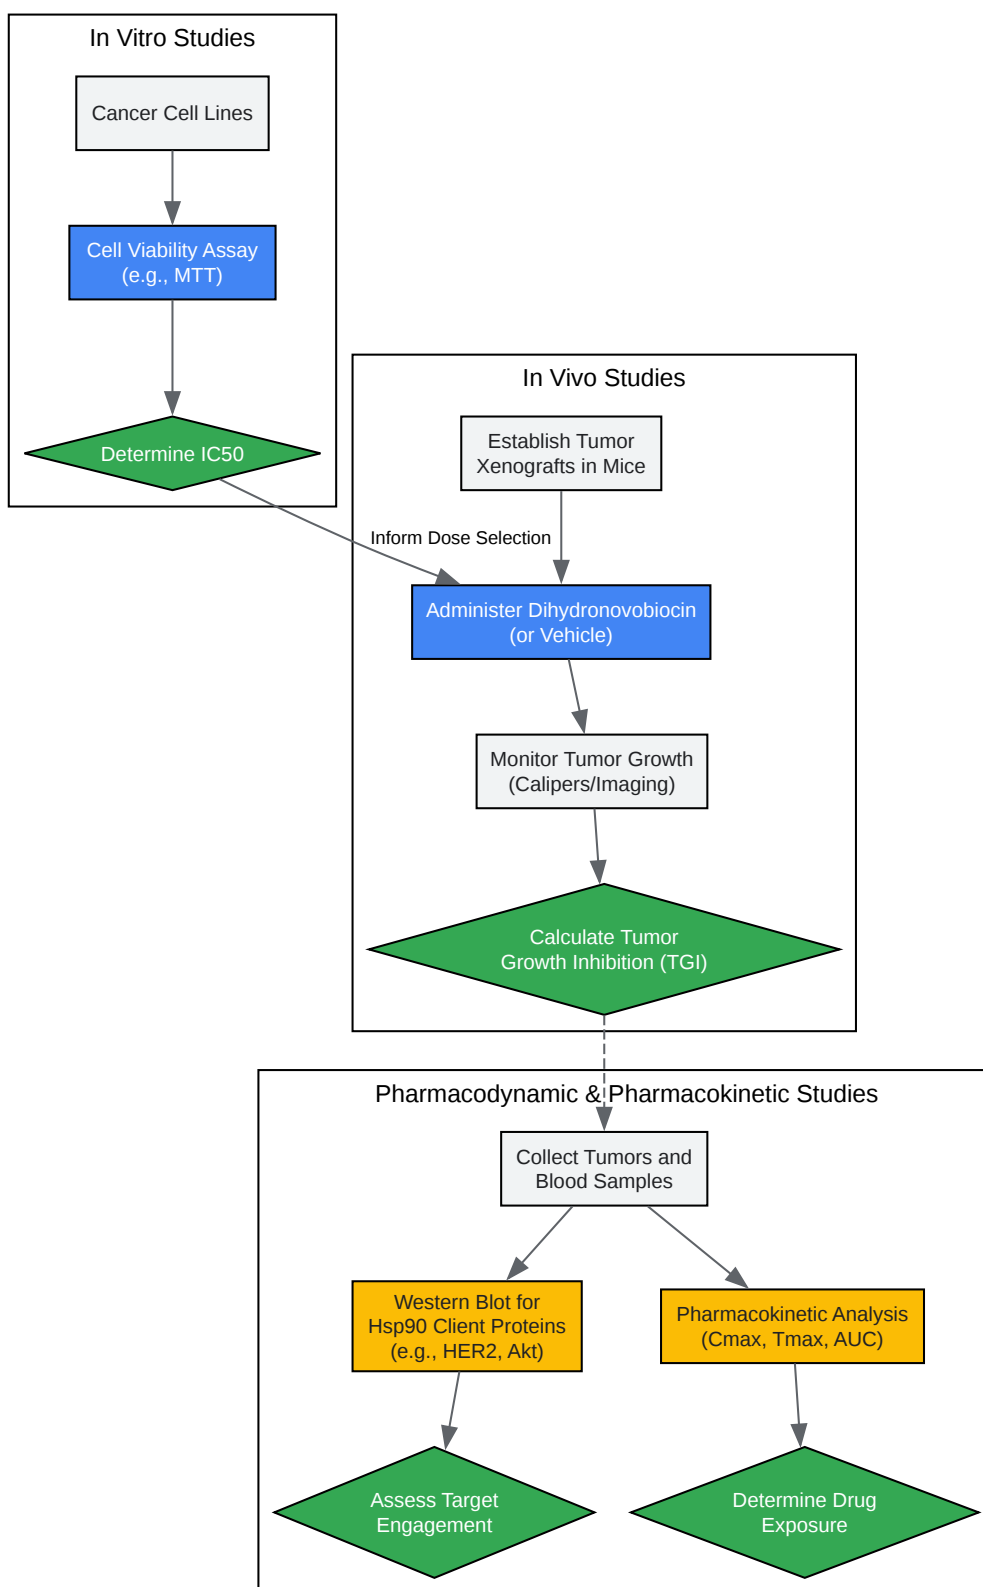 In Vitro Studies
Cancer Cell Lines
Cell Viability Assay
(e.g., MTT)
Determine IC50
In Vivo Studies
Establish Tumor
Xenografts in Mice
Inform Dose Selection
Administer Dihydronovobiocin
(or Vehicle)
Monitor Tumor Growth
(Calipers/Imaging)
Calculate Tumor
Growth Inhibition (TGI)
Pharmacodynamic & Pharmacokinetic Studies
Collect Tumors and
Blood Samples
Western Blot for
Hsp90 Client Proteins
(e.g., HER2, Akt)
Pharmacokinetic Analysis
(Cmax, Tmax, AUC)
Assess Target
Engagement
Determine Drug
Exposure